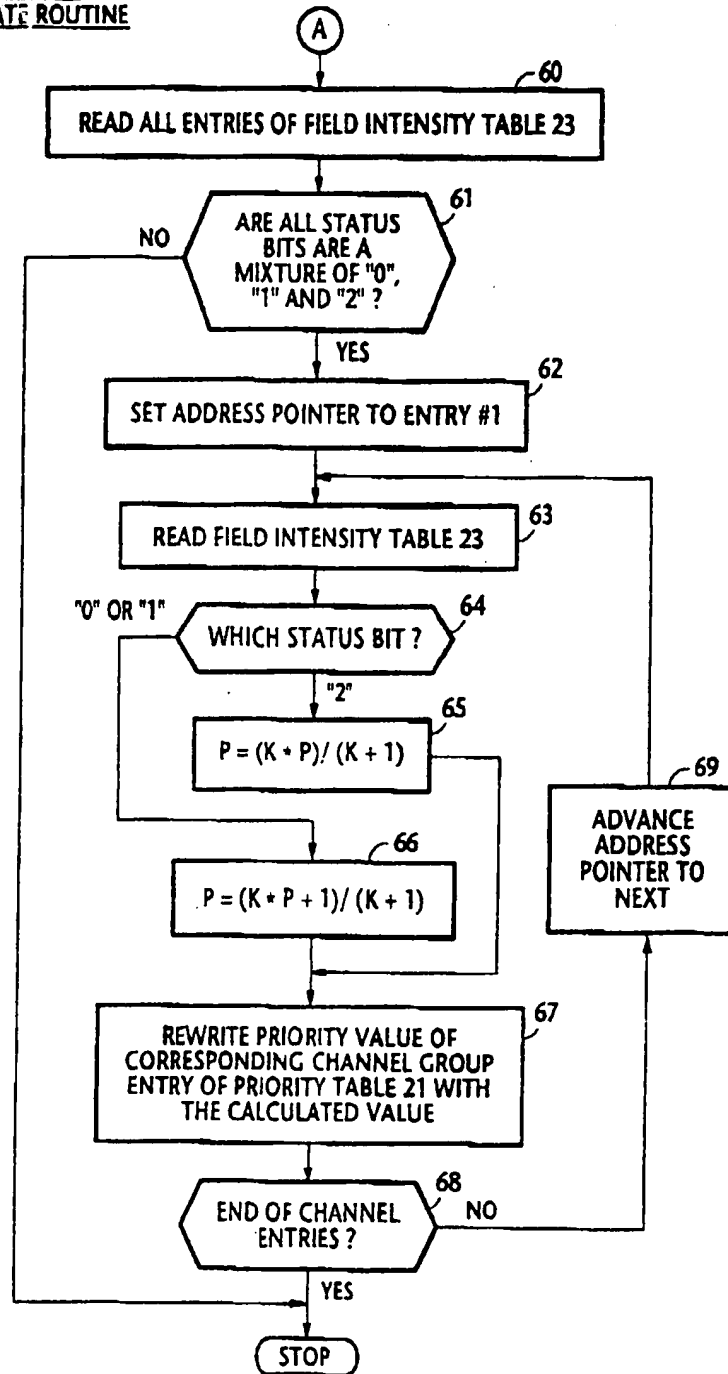 ATE ROUTINE
A
60
READ ALL ENTRIES OF FIELD INTENSITY TABLE 23
61
NO
ARE ALL STATUS
BITS ARE A
MIXTURE OF "0",
"1" AND "2" ?
YES
62
SET ADDRESS POINTER TO ENTRY #1
63
READ FIELD INTENSITY TABLE 23
"0" OR "1"
64
WHICH STATUS BIT ?
"2"
65
P = (K * P)/ (K + 1)
69
ADVANCE
ADDRESS
POINTER TO
NEXT
66
P = (K * P + 1)/ (K + 1)
67
REWRITE PRIORITY VALUE OF
CORRESPONDING CHANNEL GROUP
ENTRY OF PRIORITY TABLE 21 WITH
THE CALCULATED VALUE
68
END OF CHANNEL
ENTRIES ?
NO
YES
STOP